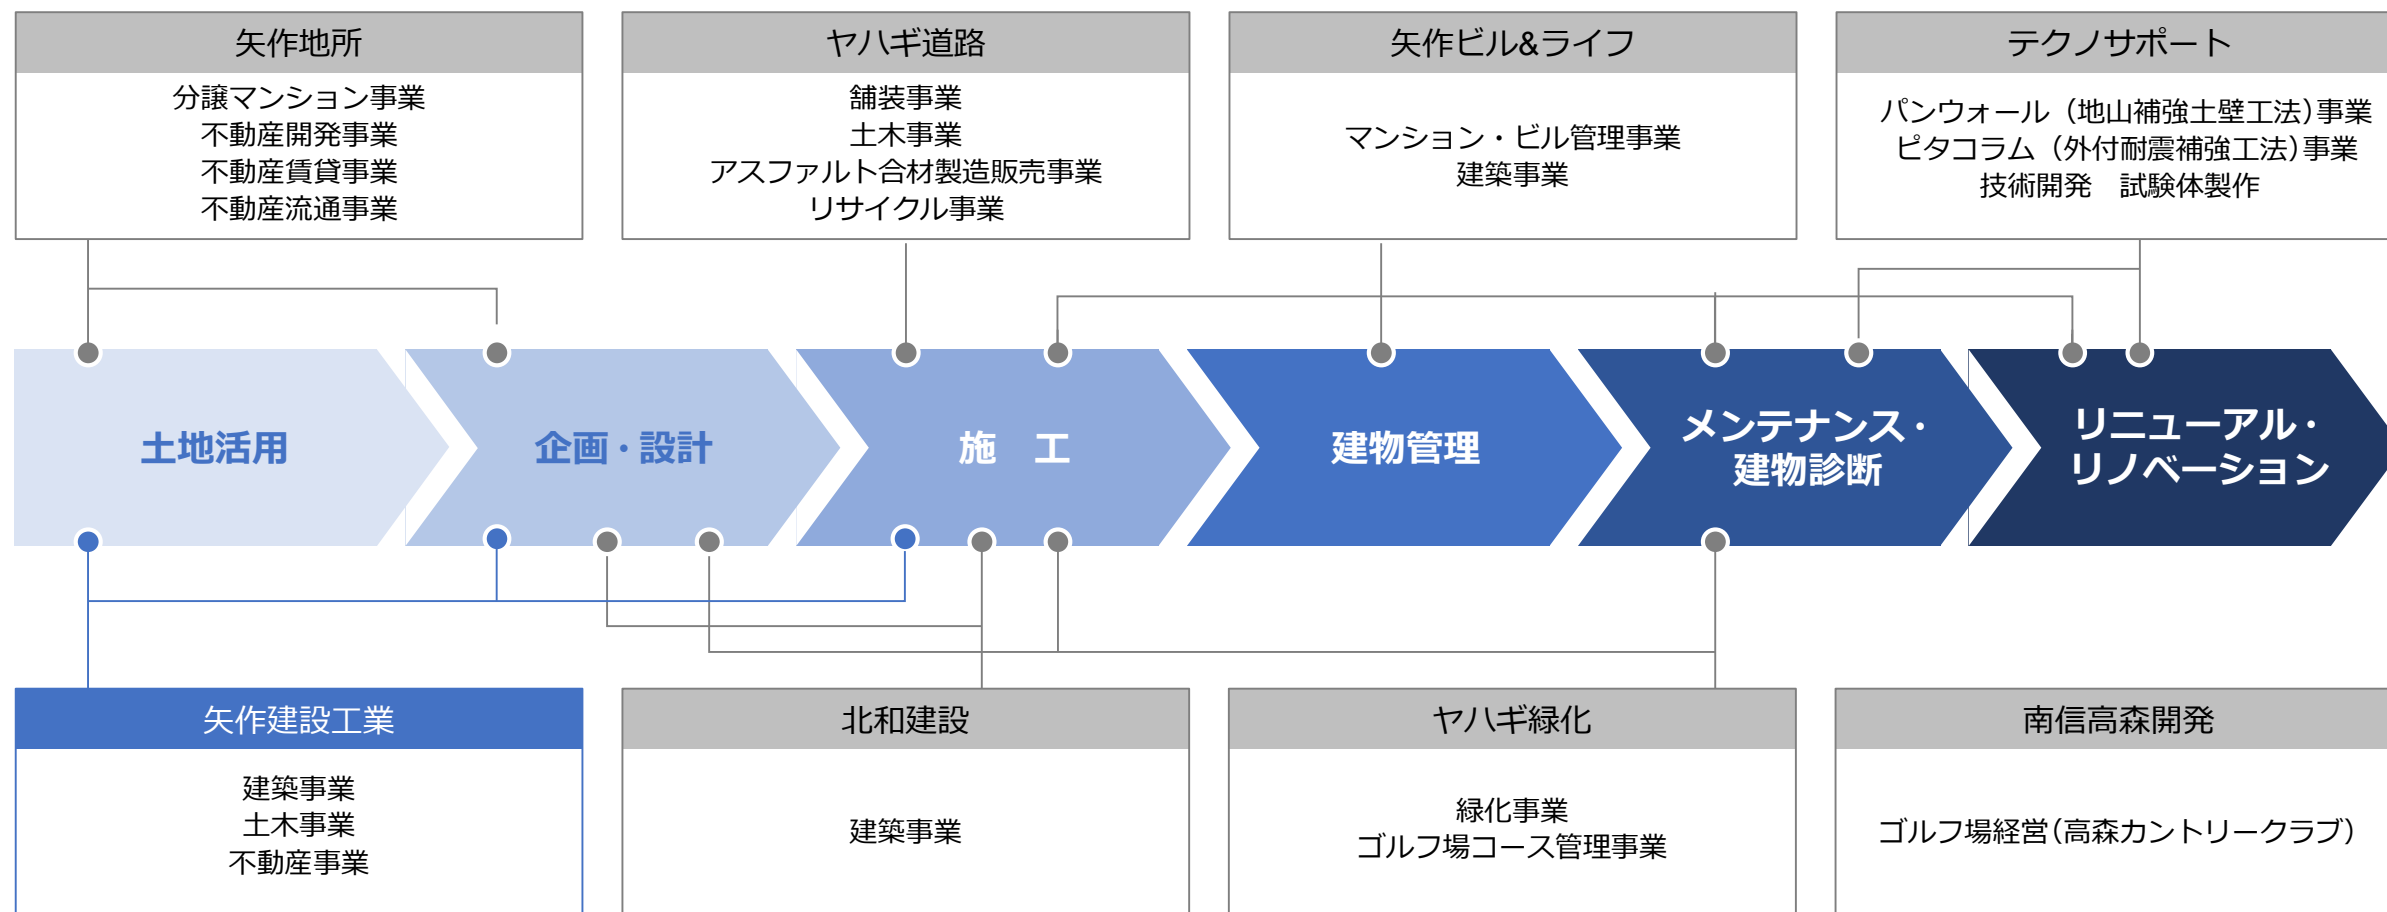 矢作地所
分譲マンション事業
不動産開発事業
不動産賃貸事業
不動産流通事業
ヤハギ道路
舗装事業
土木事業
アスファルト合材製造販売事業
リサイクル事業
矢作ビル&ライフ
マンション・ビル管理事業
建築事業
テクノサポート
パンウォール（地山補強土壁工法）事業
ピタコラム（外付耐震補強工法）事業
技術開発　試験体製作
土地活用
企画・設計
施　工
建物管理
メンテナンス・
建物診断
リニューアル・
リノベーション
矢作建設工業
建築事業
土木事業
不動産事業
北和建設
建築事業
ヤハギ緑化
緑化事業
ゴルフ場コース管理事業
南信高森開発
ゴルフ場経営（高森カントリークラブ）